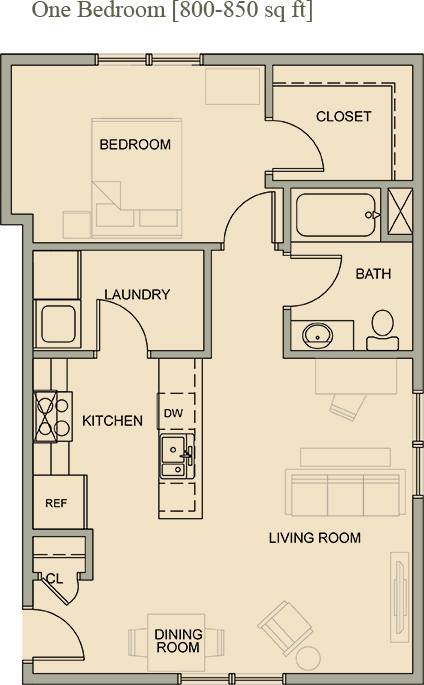 One Bedroom [800-850 sq ft]
CLOSET
BEDROOM
BATH
LAUNDRY
KITCHEN
DW
REF
LIVING ROOM
CL
DINING
ROOM